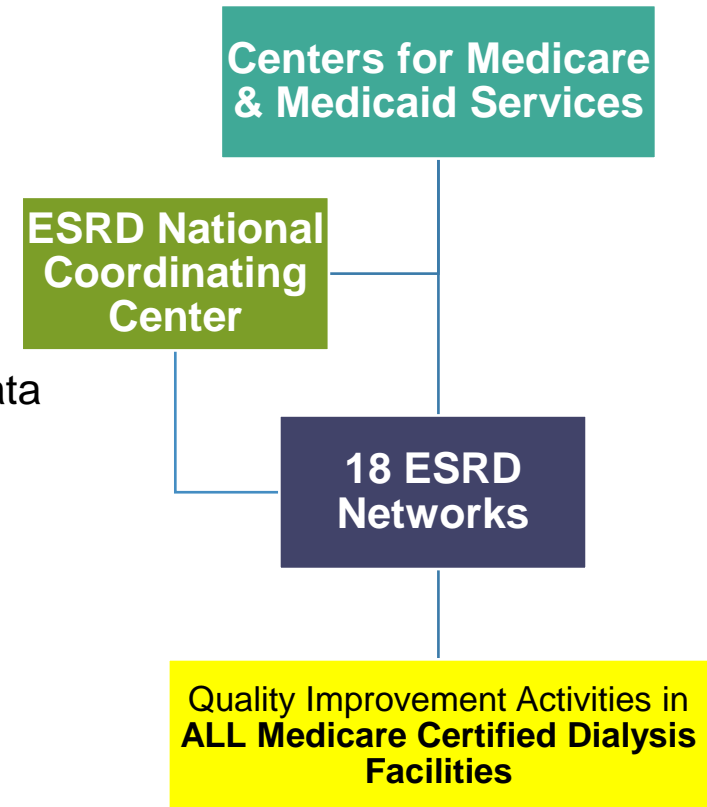 Centers for Medicare
& Medicaid Services
ESRD National
Coordinating
Center
18 ESRD
Networks
Quality Improvement Activities in
ALL Medicare Certified Dialysis
Facilities